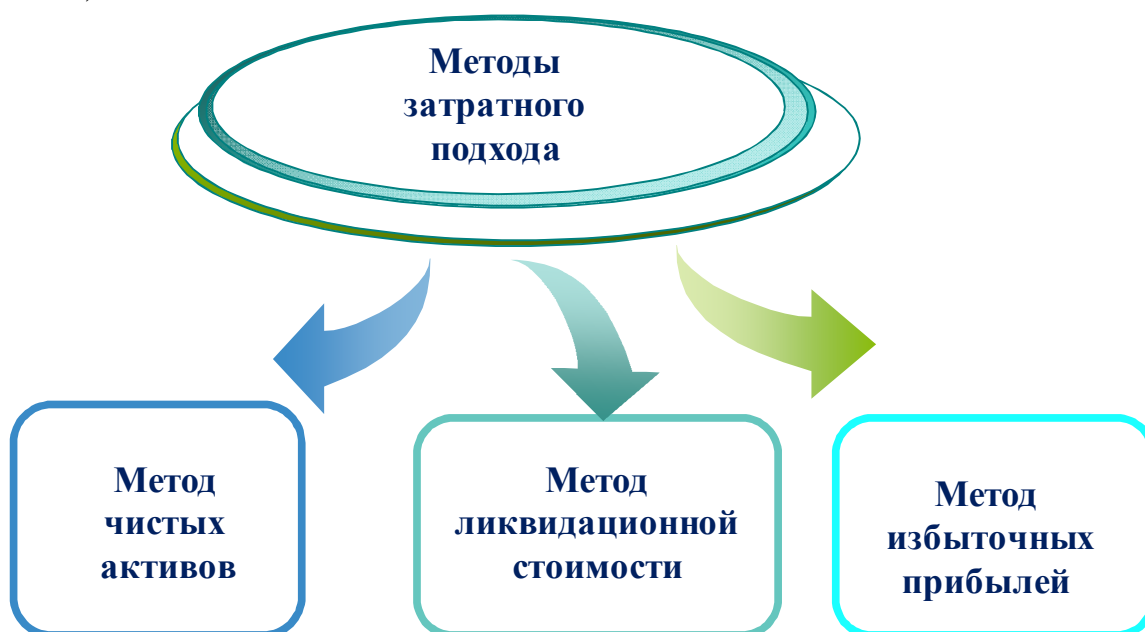 Методы
затратного
подхода
Метод
чистых
активов
Метод
ликвидационной
стоимости
Метод
избыточных
прибылей